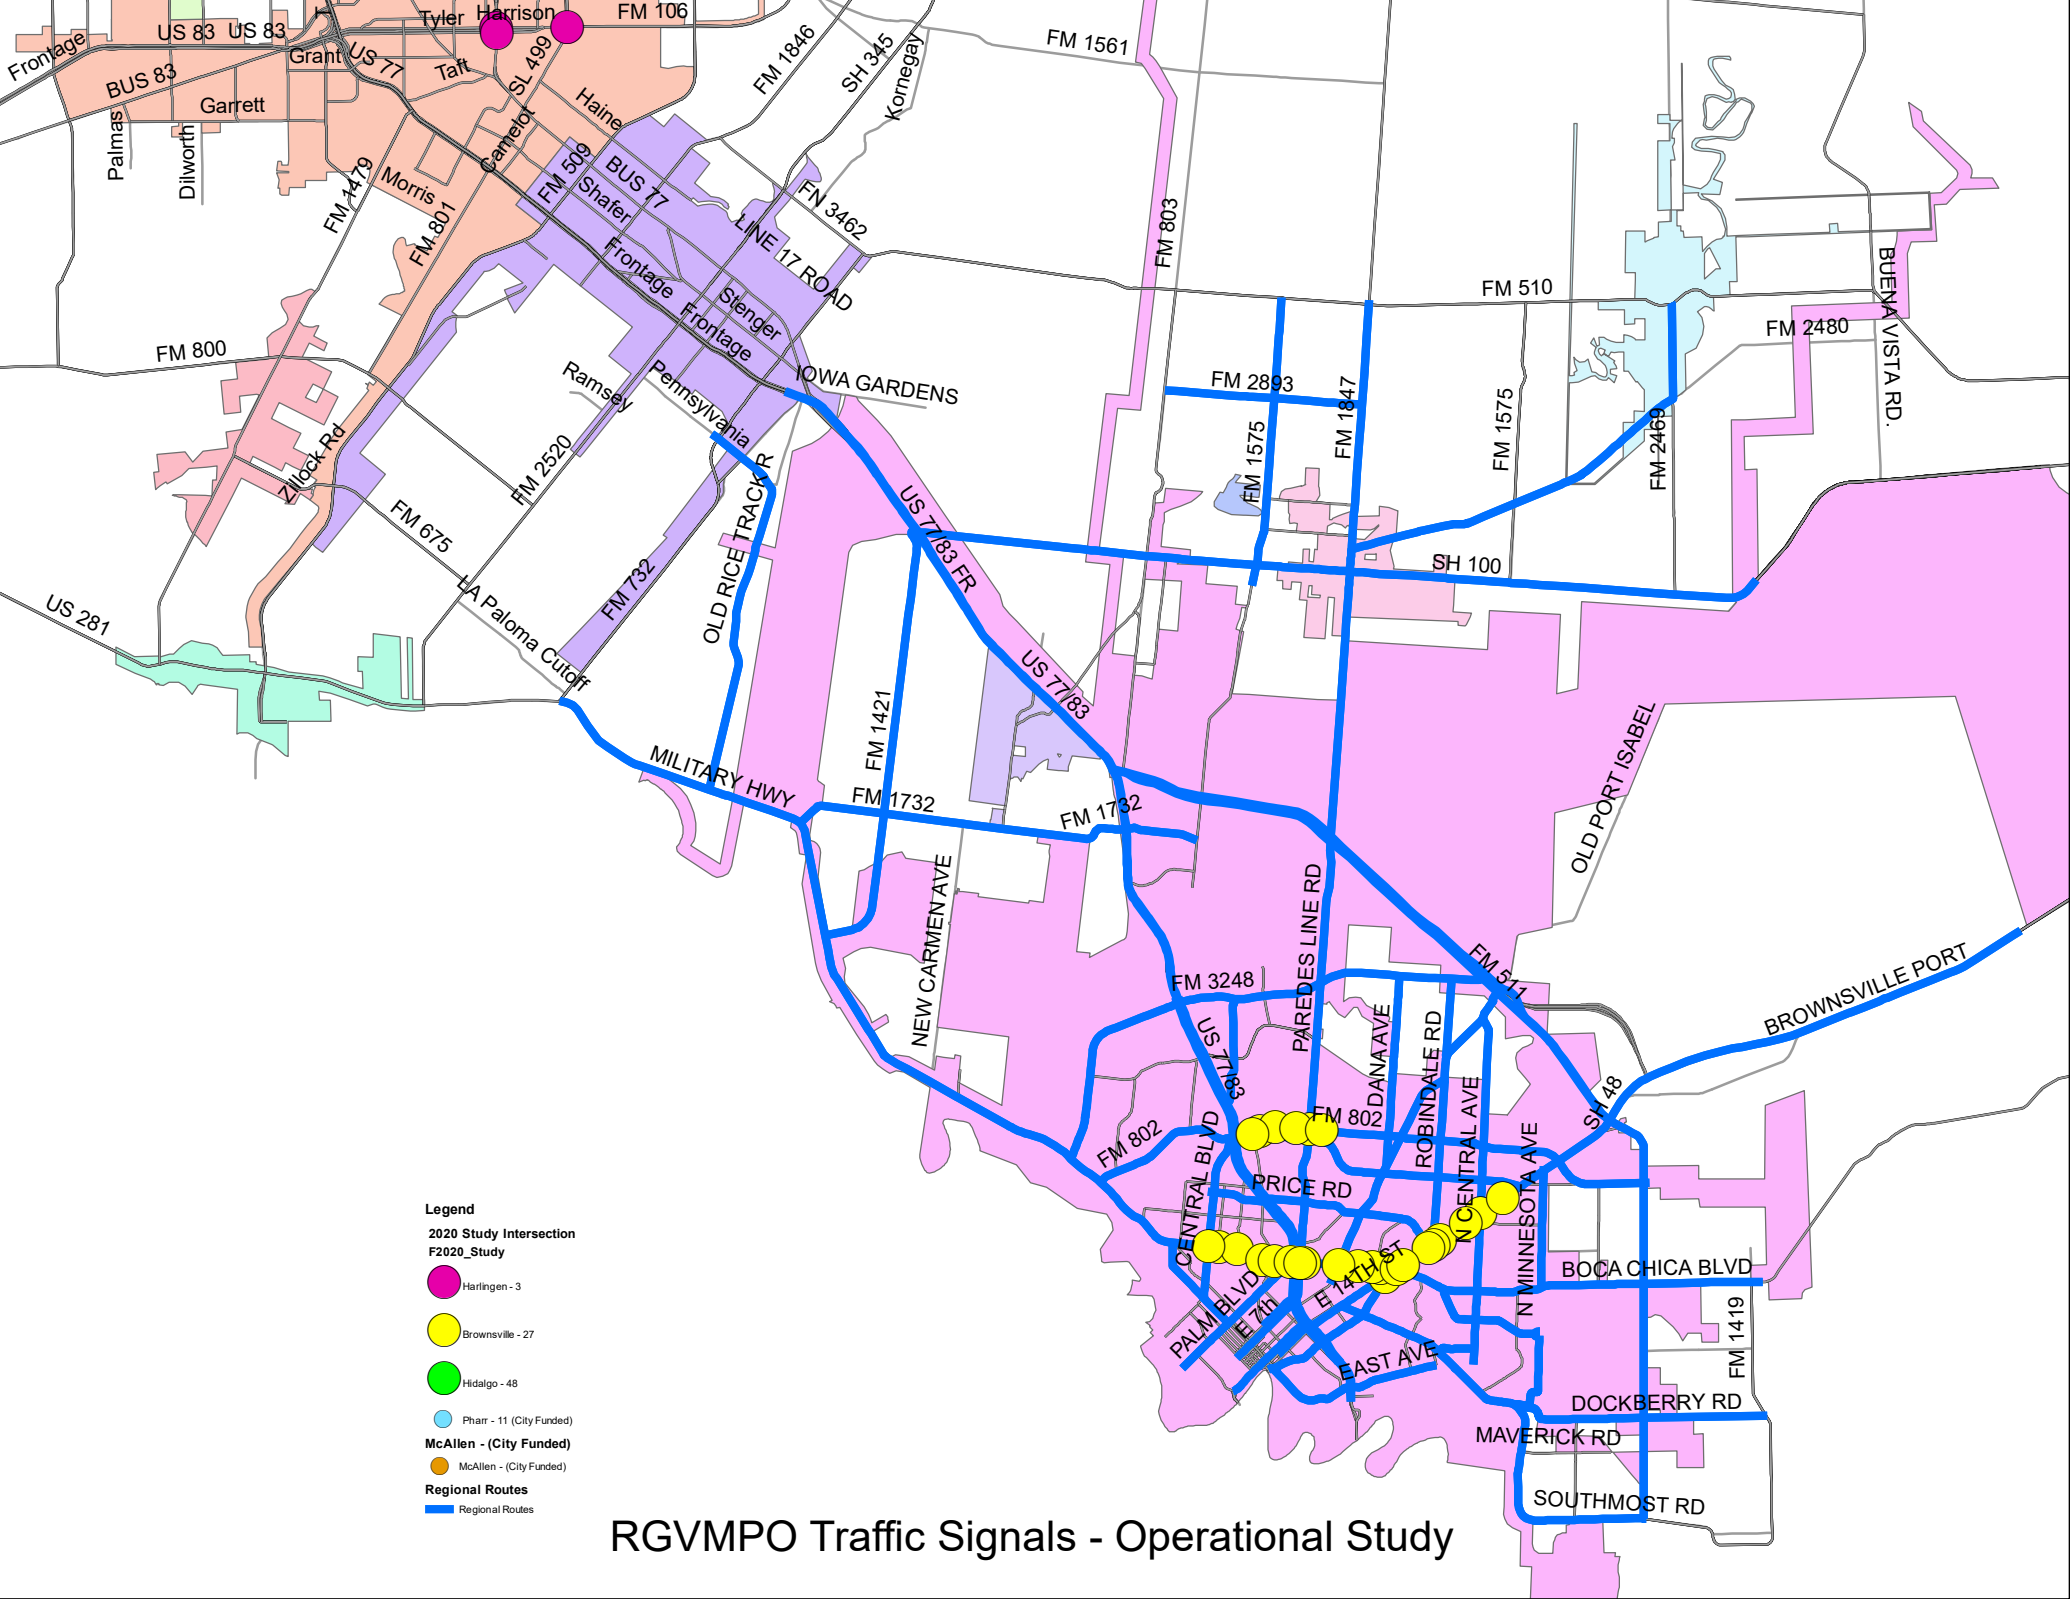 Tyler
Harrison
FM 106
Frontage
US 83
US 83
Grant
US 77
Taft
SL 499
BUS 83
Garrett
Palmas
Dilworth
Haine
Camelot
FM 1846
SH 345
Kornegay
FM 1561
FM 1479
Morris
FM 801
FM 509
BUS 77
Shafer
LINE 17 ROAD
FN 3462
FM 803
Frontage
Stenger
Frontage
FM 510
BUENA VISTA RD.
FM 2480
FM 800
Ramsey
Pennsylvania
IOWA GARDENS
FM 2893
FM 1847
FM 1575
FM 1575
FM 2469
Zillock Rd
FM 2520
FM 675
OLD RICE TRACK R
US 77/83 FR
SH 100
US 281
LA Paloma Cutoff
FM 732
US 77/83
FM 1421
MILITARY HWY
FM 1732
FM 1732
OLD PORT ISABEL
NEW CARMEN AVE
PAREDES LINE RD
FM 3248
FM 511
BROWNSVILLE PORT
US 77/83
DANA AVE
ROBINDALE RD
N CENTRAL AVE
FM 802
FM 802
SH 48
CENTRAL BLVD
PRICE RD
N MINNESOTA AVE
BOCA CHICA BLVD
PALM BLVD
E 7th
E 14TH ST
EAST AVE
FM 1419
DOCKBERRY RD
MAVERICK RD
SOUTHMOST RD
Legend
2020 Study Intersection
F2020_Study
Harlingen - 3
Brownsville - 27
Hidalgo - 48
Pharr - 11 (City Funded)
McAllen - (City Funded)
McAllen - (City Funded)
Regional Routes
Regional Routes
RGVMPO Traffic Signals - Operational Study